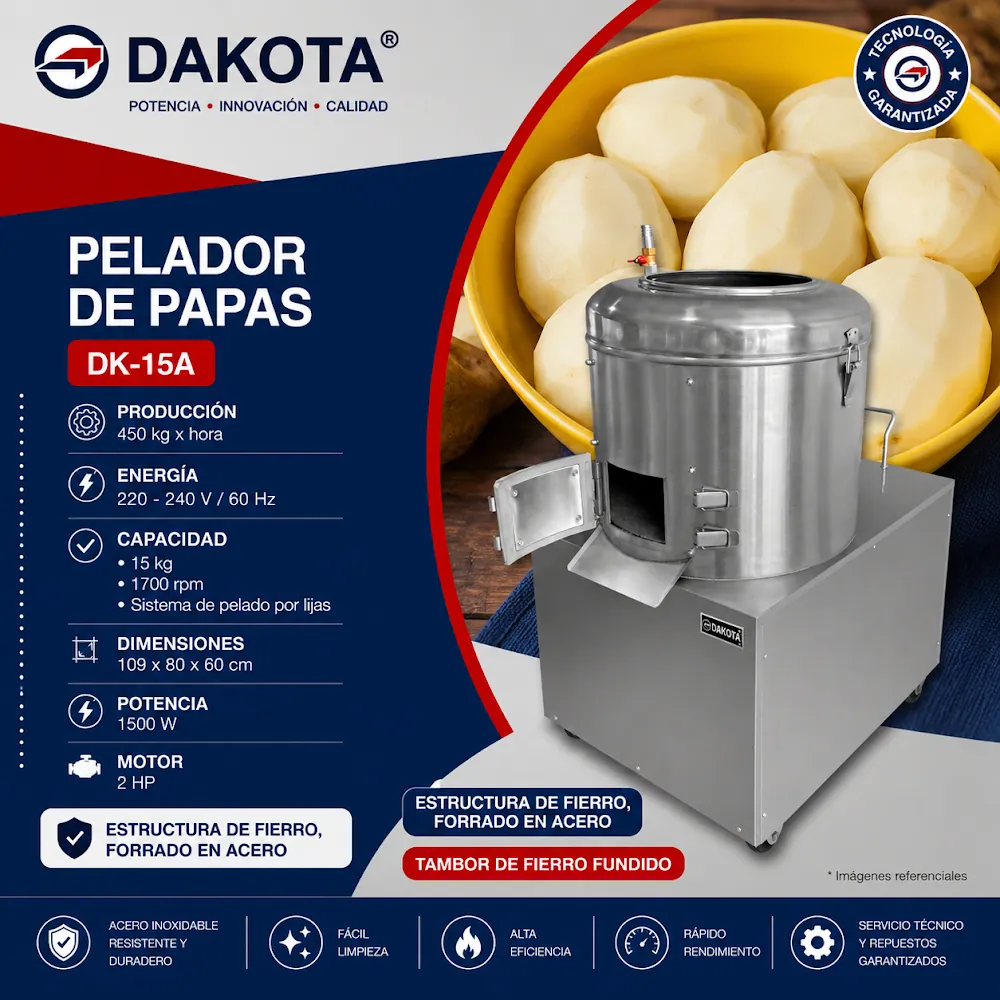 DAKOTA®
POTENCIA • INNOVACIÓN • CALIDAD
TECNOLOGÍA
GARANTIZADA
PELADOR
DE PAPAS
DK-15A
PRODUCCIÓN
450 kg x hora
ENERGÍA
220 - 240 V / 60 Hz
CAPACIDAD
• 15 kg
• 1700 rpm
• Sistema de pelado por lijas
DIMENSIONES
109 x 80 x 60 cm
POTENCIA
1500 W
MOTOR
2 HP
ESTRUCTURA DE FIERRO,
FORRADO EN ACERO
DAKOTA
ESTRUCTURA DE FIERRO,
FORRADO EN ACERO
TAMBOR DE FIERRO FUNDIDO
* Imágenes referenciales
ACERO INOXIDABLE
RESISTENTE Y
DURADERO
FÁCIL
LIMPIEZA
ALTA
EFICIENCIA
RÁPIDO
RENDIMIENTO
SERVICIO TÉCNICO
Y REPUESTOS
GARANTIZADOS